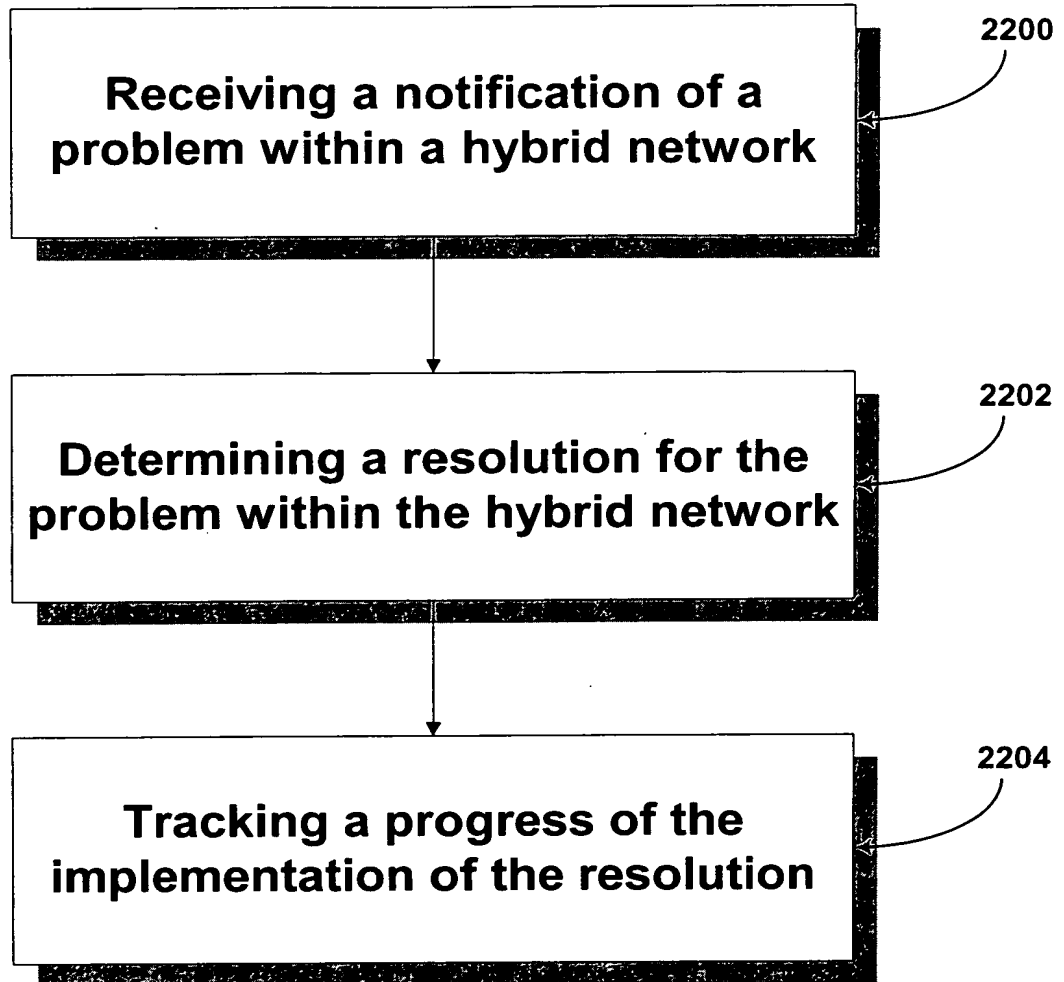 2200
Receiving a notification of a
problem within a hybrid network
2202
Determining a resolution for the
problem within the hybrid network
2204
Tracking a progress of the
implementation of the resolution